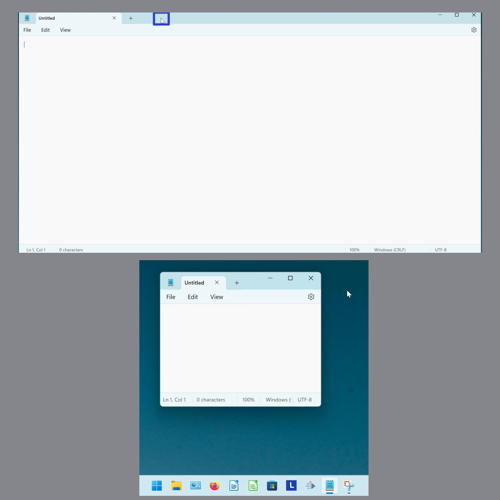 Untitled
File Edit View
Ln 1, Col 1 0 characters 100% Windows (CRLF) UTF-8
Untitled
File Edit View
Ln 1, Col 1 0 characters 100% Windows ( UTF-8
L